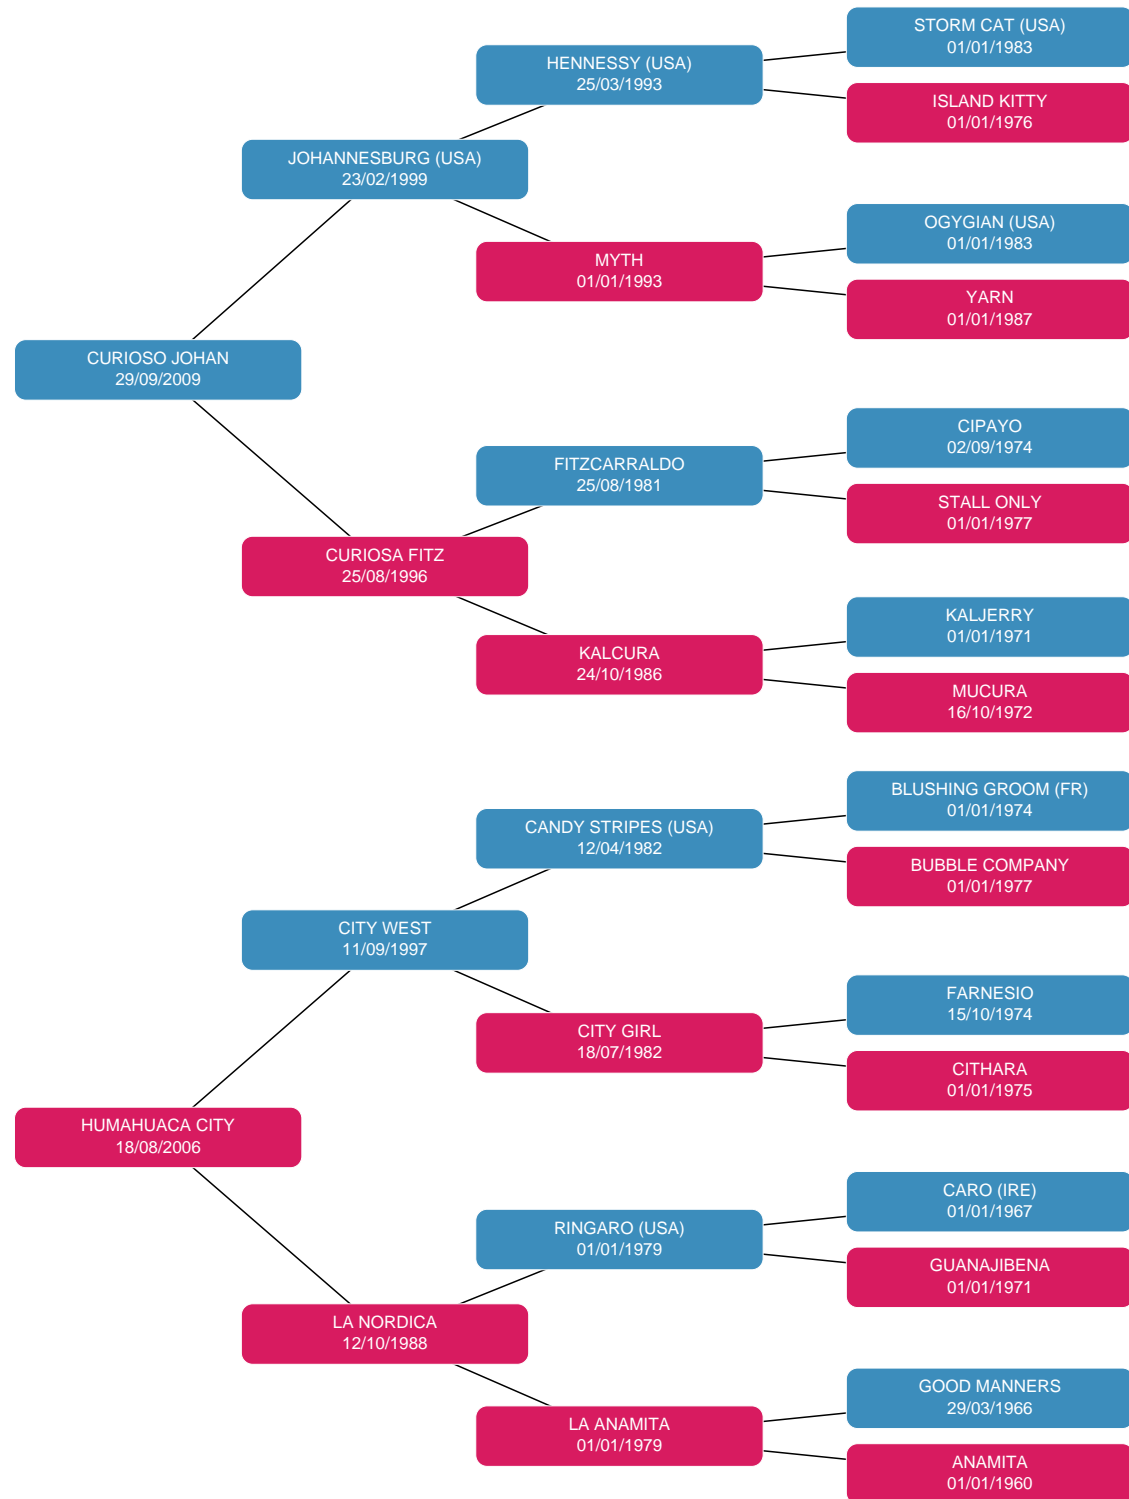 STORM CAT (USA)
01/01/1983
HENNESSY (USA)
25/03/1993
ISLAND KITTY
01/01/1976
JOHANNESBURG (USA)
23/02/1999
OGYGIAN (USA)
01/01/1983
MYTH
01/01/1993
YARN
01/01/1987
CURIOSO JOHAN
29/09/2009
CIPAYO
02/09/1974
FITZCARRALDO
25/08/1981
STALL ONLY
01/01/1977
CURIOSA FITZ
25/08/1996
KALJERRY
01/01/1971
KALCURA
24/10/1986
MUCURA
16/10/1972
BLUSHING GROOM (FR)
01/01/1974
CANDY STRIPES (USA)
12/04/1982
BUBBLE COMPANY
01/01/1977
CITY WEST
11/09/1997
FARNESIO
15/10/1974
CITY GIRL
18/07/1982
CITHARA
01/01/1975
HUMAHUACA CITY
18/08/2006
CARO (IRE)
01/01/1967
RINGARO (USA)
01/01/1979
GUANAJIBENA
01/01/1971
LA NORDICA
12/10/1988
GOOD MANNERS
29/03/1966
LA ANAMITA
01/01/1979
ANAMITA
01/01/1960